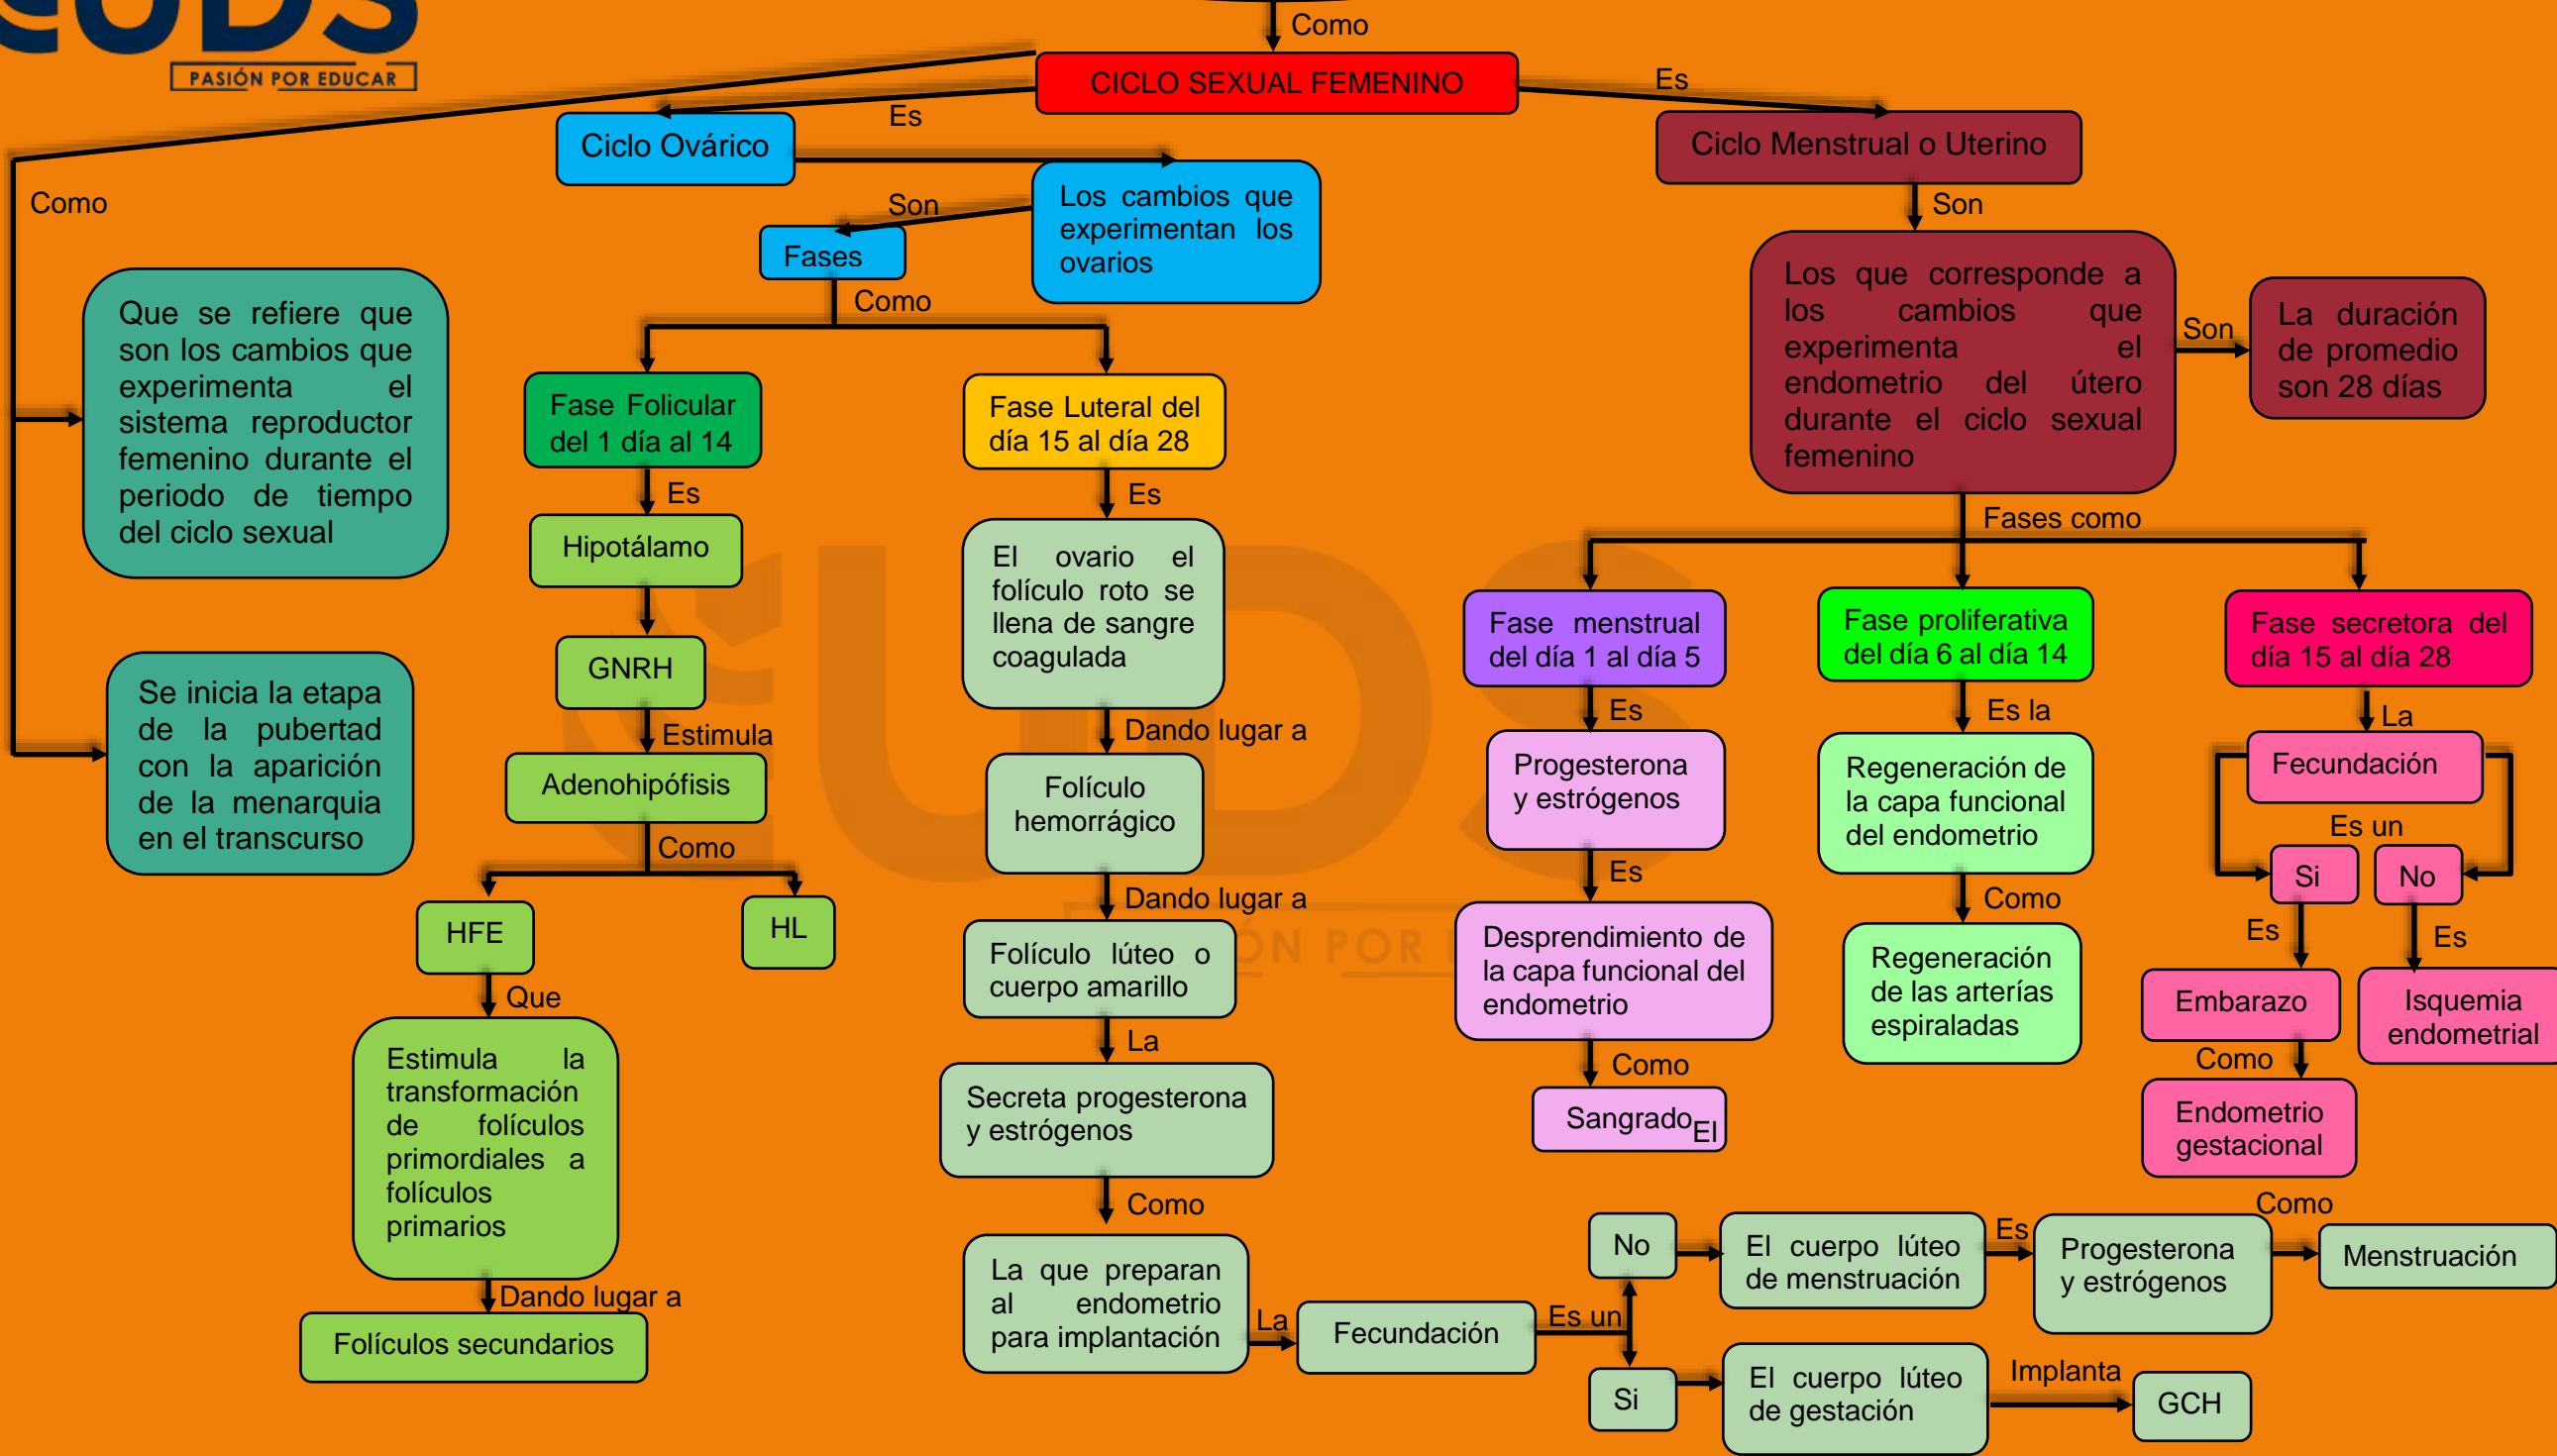 UDS
PASIÓN POR EDUCAR
Como
CICLO SEXUAL FEMENINO
Es
Es
Ciclo Ovárico
Ciclo Menstrual o Uterino
Como
Son
Los cambios que
experimentan los
ovarios
Fases
Como
Son
Los que corresponde a
los cambios que
experimenta el
endometrio del útero
durante el ciclo sexual
femenino
Son
La duración
de promedio
son 28 días
Que se refiere que
son los cambios que
experimenta el
sistema reproductor
femenino durante el
periodo de tiempo
del ciclo sexual
Se inicia la etapa
de la pubertad
con la aparición
de la menarquia
en el transcurso
Fase Folicular
del 1 día al 14
Es
Hipotálamo
GNRH
Estimula
Adenohipófisis
Como
HFE
HL
Que
Estimula la
transformación
de folículos
primordiales a
folículos
primarios
Dando lugar a
Folículos secundarios
Fase Luteral del
día 15 al día 28
Es
El ovario el
folículo roto se
llena de sangre
coagulada
Dando lugar a
Folículo
hemorrágico
Dando lugar a
Folículo lúteo o
cuerpo amarillo
La
Secreta progesterona
y estrógenos
Como
La que preparan
al endometrio
para implantación
La
Fecundación
Es un
No
El cuerpo lúteo
de menstruación
Es
Progesterona
y estrógenos
Como
Menstruación
Si
El cuerpo lúteo
de gestación
Implanta
GCH
Fases como
Fase menstrual
del día 1 al día 5
Es
Progesterona
y estrógenos
Es
Desprendimiento de
la capa funcional del
endometrio
Como
Sangrado
El
Fase proliferativa
del día 6 al día 14
Es la
Regeneración de
la capa funcional
del endometrio
Como
Regeneración
de las arterías
espiraladas
Fase secretora del
día 15 al día 28
La
Fecundación
Es un
Si
No
Es
Es
Embarazo
Isquemia
endometrial
Como
Endometrio
gestacional
UDS
ÓN POR